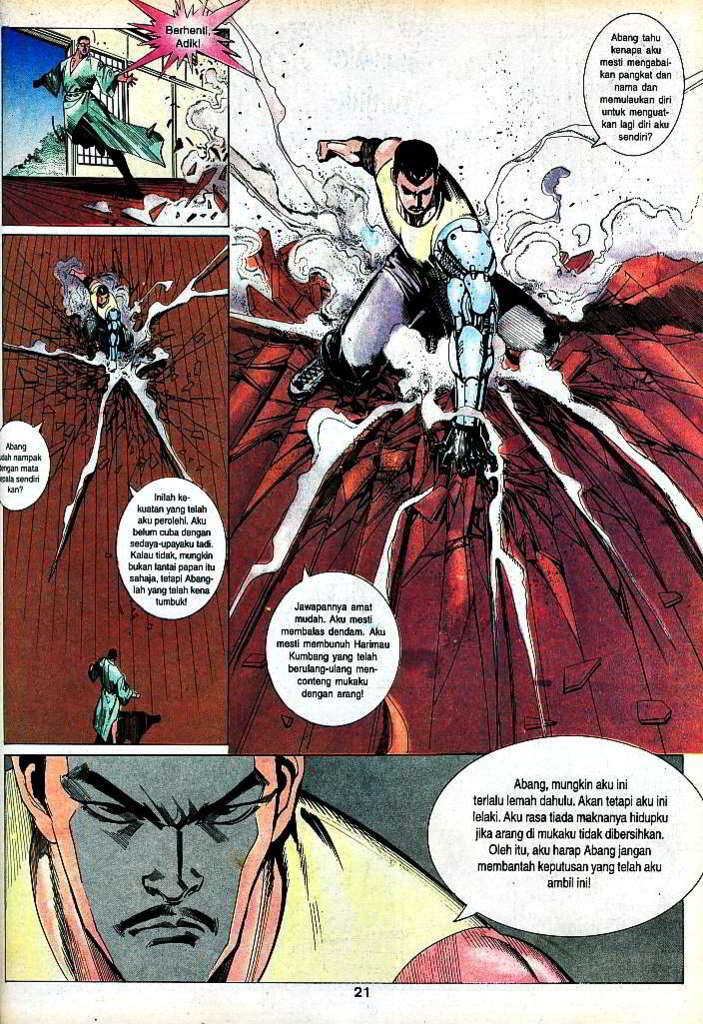 Berhenti,
Adik!
Abang tahu
kenapa aku
mesti mengabai-
kan pangkat dan
nama dan
memulaukan diri
untuk menguat-
kan lagi diri aku
sendiri?
Abang
dah nampak
dengan mata
kepala sendiri
kan?
Inilah ke-
kuatan yang telah
aku perolehi. Aku
belum cuba dengan
sedaya-upayaku tadi.
Kalau tidak, mungkin
bukan lantai papan itu
sahaja, tetapi Abang-
lah yang telah kena
tumbuk!
Jawapannya amat
mudah. Aku mesti
membalas dendam. Aku
mesti membunuh Harimau
Kumbang yang telah
berulang-ulang men-
conteng mukaku
dengan arang!
Abang, mungkin aku ini
terlalu lemah dahulu. Akan tetapi aku ini
lelaki. Aku rasa tiada maknanya hidupku
jika arang di mukaku tidak dibersihkan.
Oleh itu, aku harap Abang jangan
membantah keputusan yang telah aku
ambil ini!
21